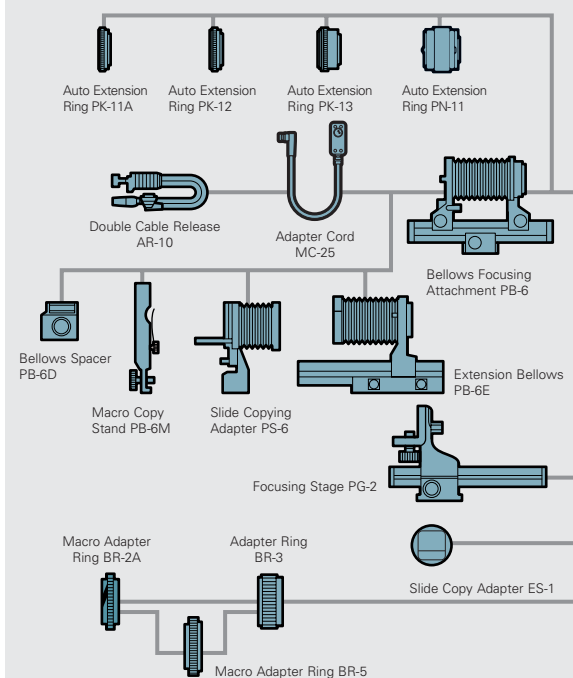 Auto Extension
Ring PK-11A
Auto Extension
Ring PK-12
Auto Extension
Ring PK-13
Auto Extension
Ring PN-11
Double Cable Release
AR-10
Adapter Cord
MC-25
Bellows Focusing
Attachment PB-6
Bellows Spacer
PB-6D
Macro Copy
Stand PB-6M
Slide Copying
Adapter PS-6
Extension Bellows
PB-6E
Focusing Stage PG-2
Macro Adapter
Ring BR-2A
Adapter Ring
BR-3
Slide Copy Adapter ES-1
Macro Adapter Ring BR-5